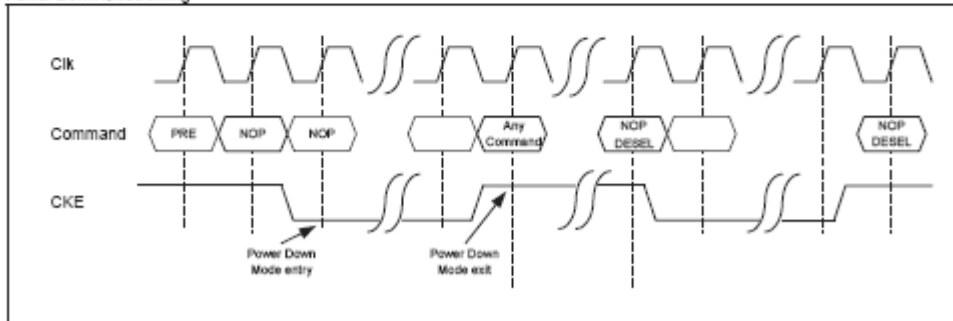 Clk
Command
PRE
NOP
NOP
Any
Command
NOP
DESEL
NOP
DESEL
CKE
Power Down
Mode entry
Power Down
Mode exit